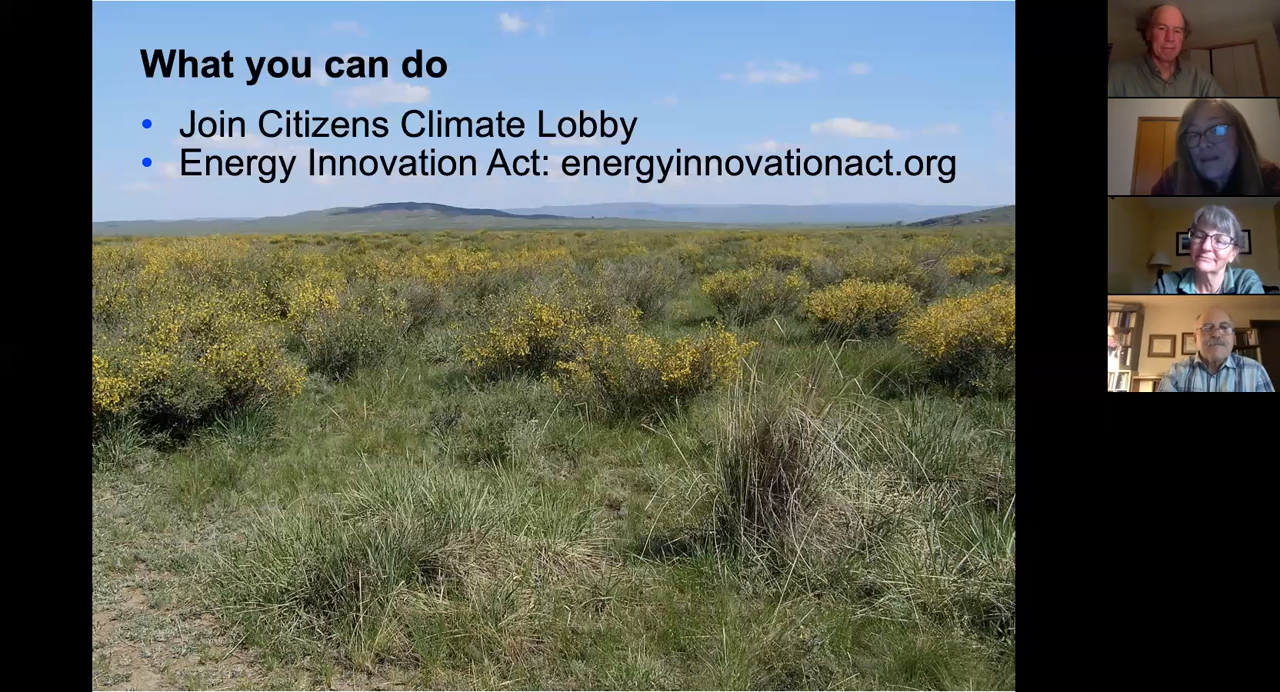 What you can do
• Join Citizens Climate Lobby
• Energy Innovation Act: energyinnovationact.org